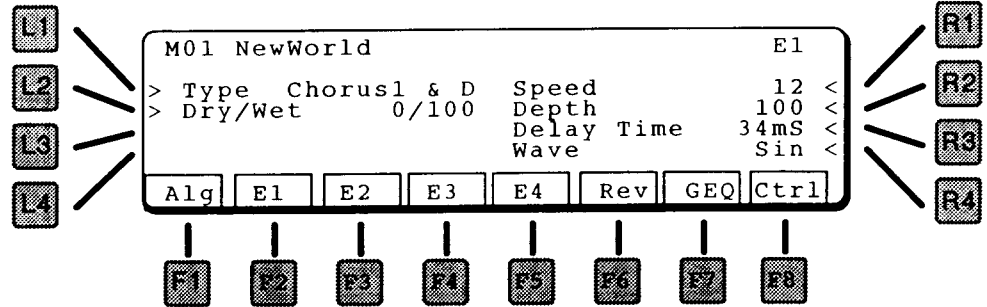 L1
L2
L3
L4
M01 NewWorld E1
> Type Chorus1 & D Speed 12 <
> Dry/Wet 0/100 Depth 100 <
Delay Time 34mS <
Wave Sin <
Alg E1 E2 E3 E4 Rev GEQ Ctrl
R1
R2
R3
R4
F1 F2 F3 F4 F5 F6 F7 F8